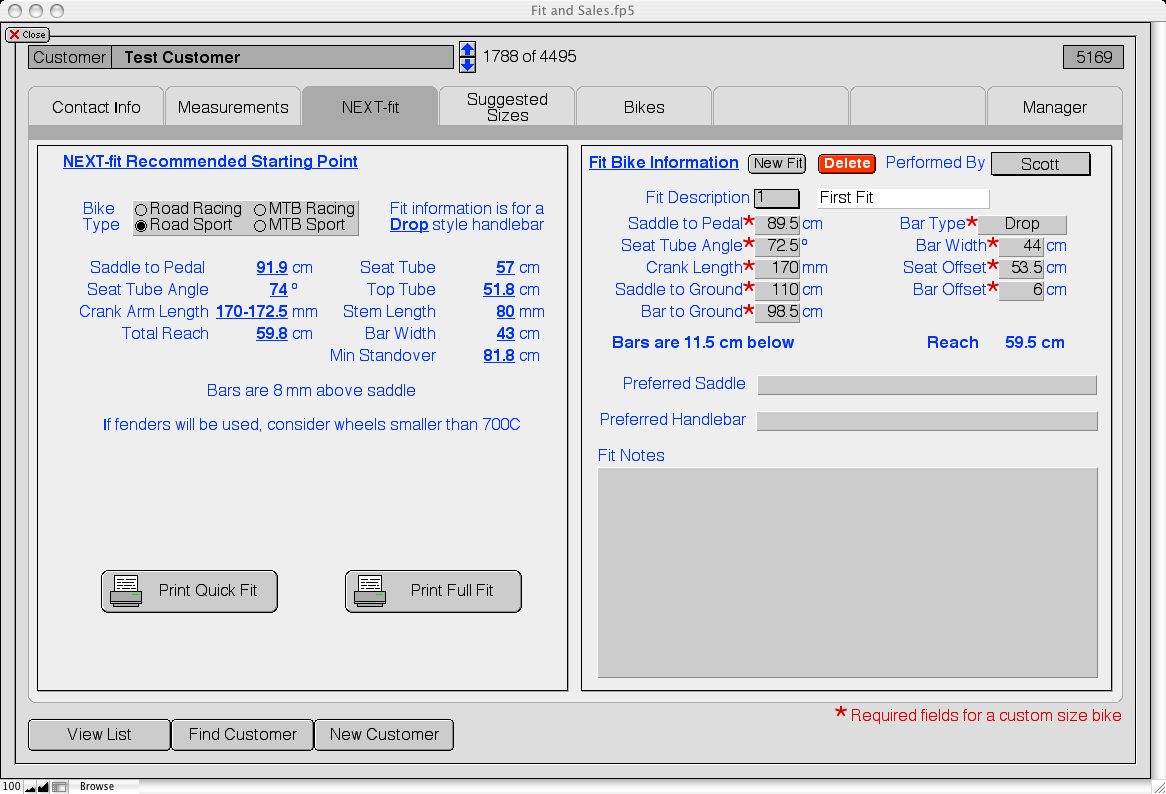 Fit and Sales.fp5
Close
Customer Test Customer 1788 of 4495 5169
Contact Info Measurements NEXT-fit Suggested Sizes Bikes Manager
NEXT-fit Recommended Starting Point
Bike Type
Road Racing MTB Racing
Road Sport MTB Sport
Fit information is for a
Drop style handlebar
Saddle to Pedal 91.9 cm Seat Tube 57 cm
Seat Tube Angle 74 º Top Tube 51.8 cm
Crank Arm Length 170-172.5 mm Stem Length 80 mm
Total Reach 59.8 cm Bar Width 43 cm
Min Standover 81.8 cm
Bars are 8 mm above saddle
If fenders will be used, consider wheels smaller than 700C
Print Quick Fit Print Full Fit
Fit Bike Information New Fit Delete Performed By Scott
Fit Description 1 First Fit
Saddle to Pedal* 89.5 cm Bar Type* Drop
Seat Tube Angle* 72.5 º Bar Width* 44 cm
Crank Length* 170 mm Seat Offset* 53.5 cm
Saddle to Ground* 110 cm Bar Offset* 6 cm
Bar to Ground* 98.5 cm
Bars are 11.5 cm below Reach 59.5 cm
Preferred Saddle
Preferred Handlebar
Fit Notes
* Required fields for a custom size bike
View List Find Customer New Customer
100 Browse